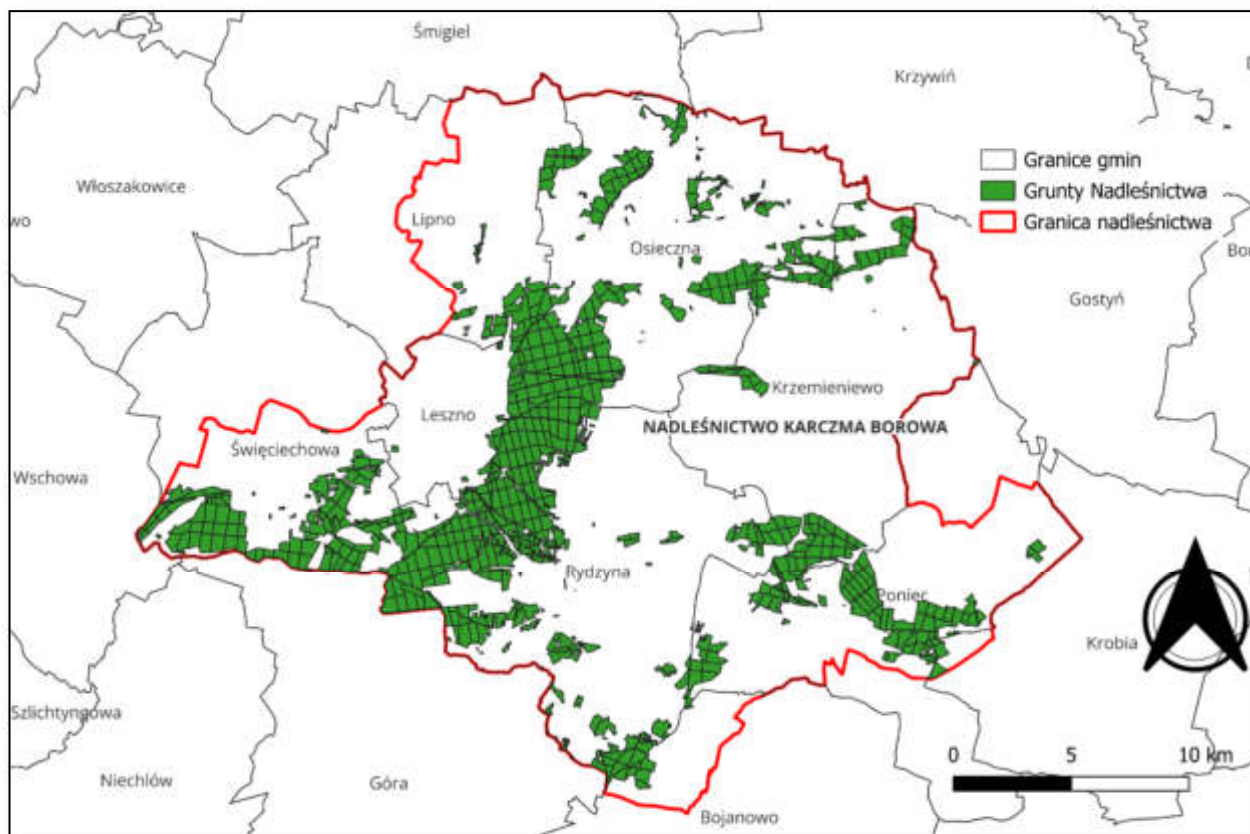 Śmigiel
Krzywiń
Granice gmin
Włoszakowice
Grunty Nadleśnictwa
wo
Lipno
Granica nadleśnictwa
Osieczna
Gostyń
Krzemieniewo
Leszno
NADLEŚNICTWO KARCZMA BOROWA
Święciechowa
Wschowa
Rydzyna
Poniec
Krobia
Szlichtyngowa
0 5 10 km
Niechlów
Góra
Bojanowo